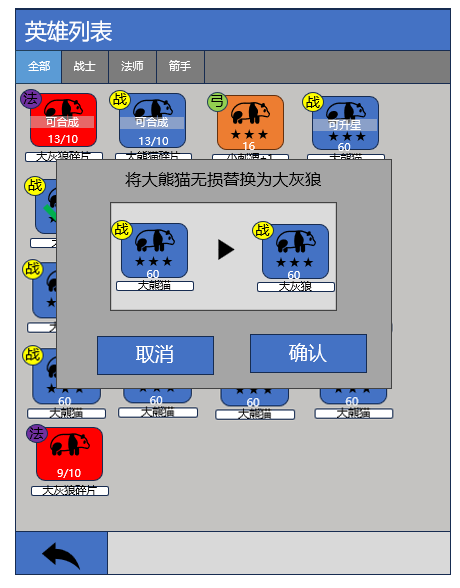 英雄列表
全部 战士 法师 箭手
法 战 弓 战
可合成 可合成 可升星
13/10 13/10 16 60
大灰狼碎片 大熊猫碎片 大熊猫
将大熊猫无损替换为大灰狼
战
战 战
60 60
大熊猫 大灰狼
战
取消 确认
战
60 60 60 60
大熊猫 大熊猫 大熊猫 大熊猫
法
9/10
大灰狼碎片